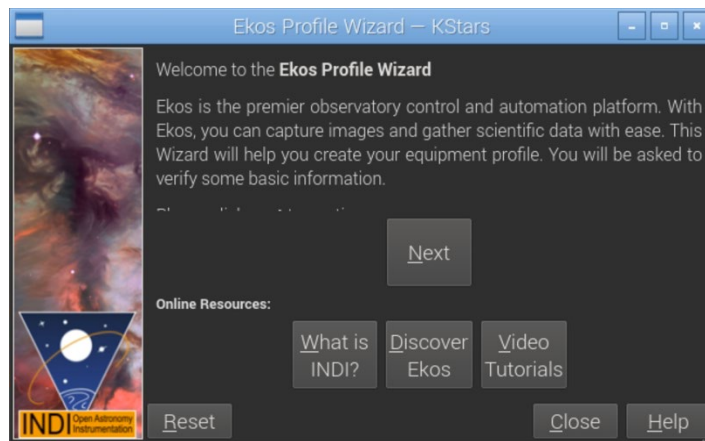 Ekos Profile Wizard — KStars
Welcome to the Ekos Profile Wizard
Ekos is the premier observatory control and automation platform. With
Ekos, you can capture images and gather scientific data with ease. This
Wizard will help you create your equipment profile. You will be asked to
verify some basic information.
Next
Online Resources:
What is
INDI?
Discover
Ekos
Video
Tutorials
INDI Open Astronomy
Instrumentation
Reset
Close
Help